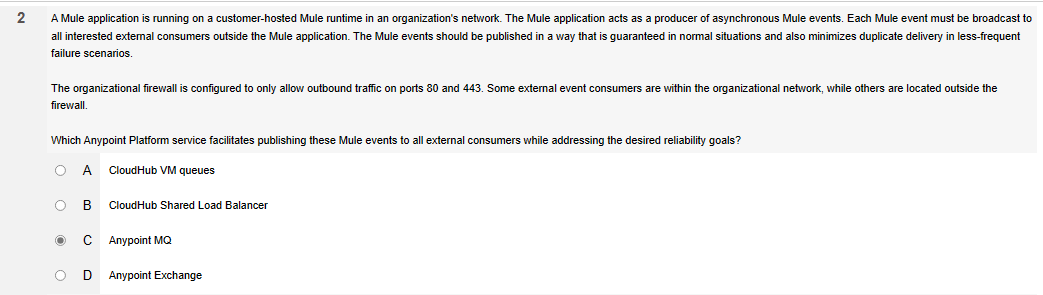 2
A Mule application is running on a customer-hosted Mule runtime in an organization's network. The Mule application acts as a producer of asynchronous Mule events. Each Mule event must be broadcast to
all interested external consumers outside the Mule application. The Mule events should be published in a way that is guaranteed in normal situations and also minimizes duplicate delivery in less-frequent
failure scenarios.
The organizational firewall is configured to only allow outbound traffic on ports 80 and 443. Some external event consumers are within the organizational network, while others are located outside the
firewall.
Which Anypoint Platform service facilitates publishing these Mule events to all external consumers while addressing the desired reliability goals?
A CloudHub VM queues
B CloudHub Shared Load Balancer
C Anypoint MQ
D Anypoint Exchange